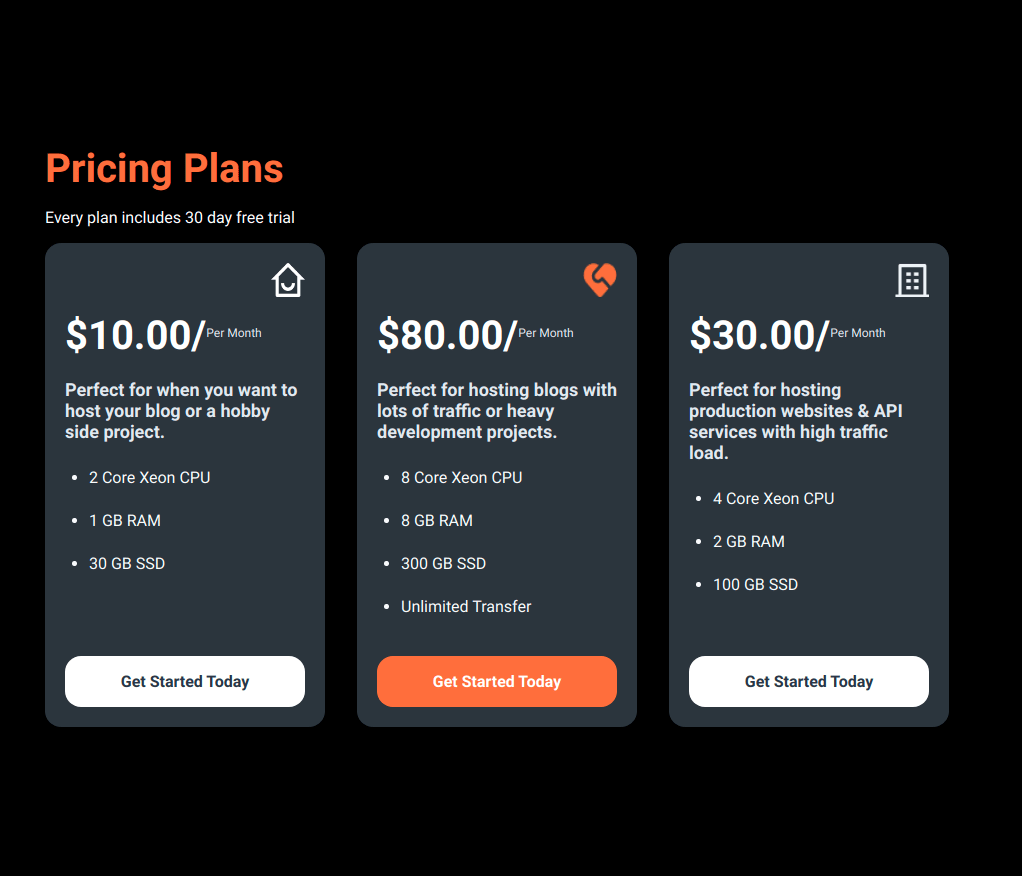 Pricing Plans
Every plan includes 30 day free trial
$10.00/Per Month
Perfect for when you want to
host your blog or a hobby
side project.
2 Core Xeon CPU
1 GB RAM
30 GB SSD
Get Started Today
$80.00/Per Month
Perfect for hosting blogs with
lots of traffic or heavy
development projects.
8 Core Xeon CPU
8 GB RAM
300 GB SSD
Unlimited Transfer
Get Started Today
$30.00/Per Month
Perfect for hosting
production websites & API
services with high traffic
load.
4 Core Xeon CPU
2 GB RAM
100 GB SSD
Get Started Today